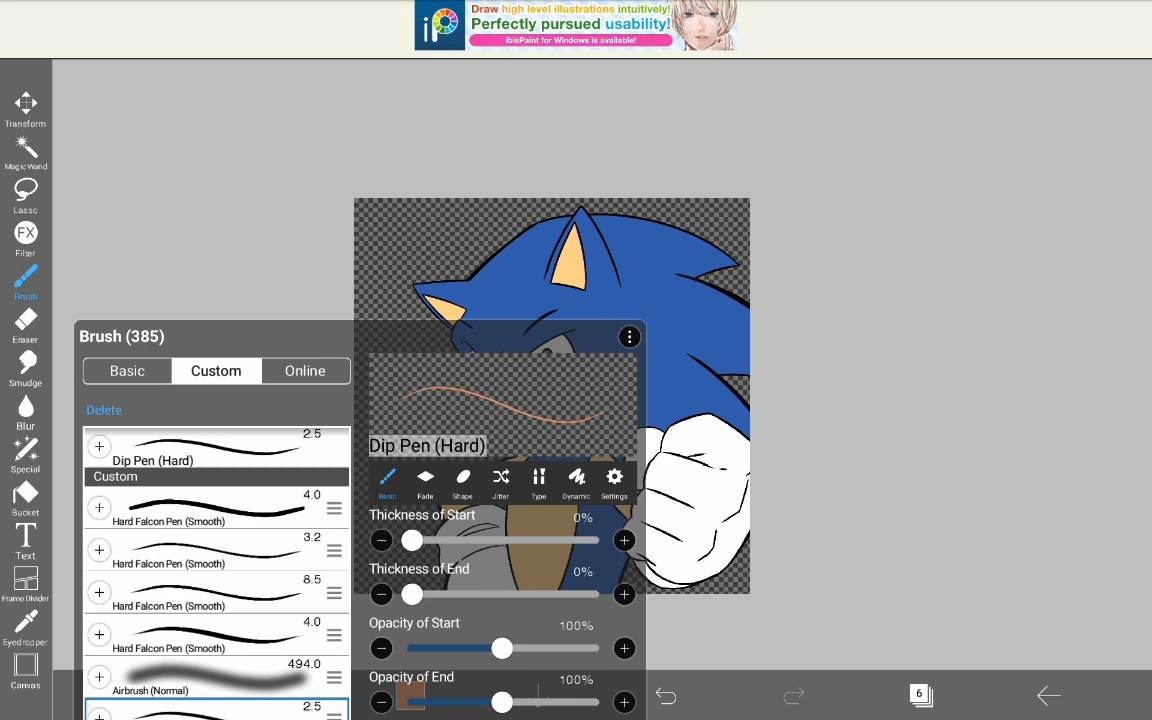 iP
Draw high level illustrations intuitively!
Perfectly pursued usability!
ibisPaint for Windows is available!
Transform
Magic Wand
Lasso
FX
Filter
Brush
Eraser
Smudge
Blur
Special
Bucket
T
Text
Frame Divider
Eyedropper
Canvas
Brush (385)
Basic
Custom
Online
Delete
2.5
Dip Pen (Hard)
Custom
4.0
Hard Falcon Pen (Smooth)
3.2
Hard Falcon Pen (Smooth)
8.5
Hard Falcon Pen (Smooth)
4.0
Hard Falcon Pen (Smooth)
494.0
Airbrush (Normal)
2.5
Dip Pen (Hard)
Basic
Fade
Shape
Jitter
Type
Dynamic
Settings
Thickness of Start 0%
Thickness of End 0%
Opacity of Start 100%
Opacity of End 100%
6